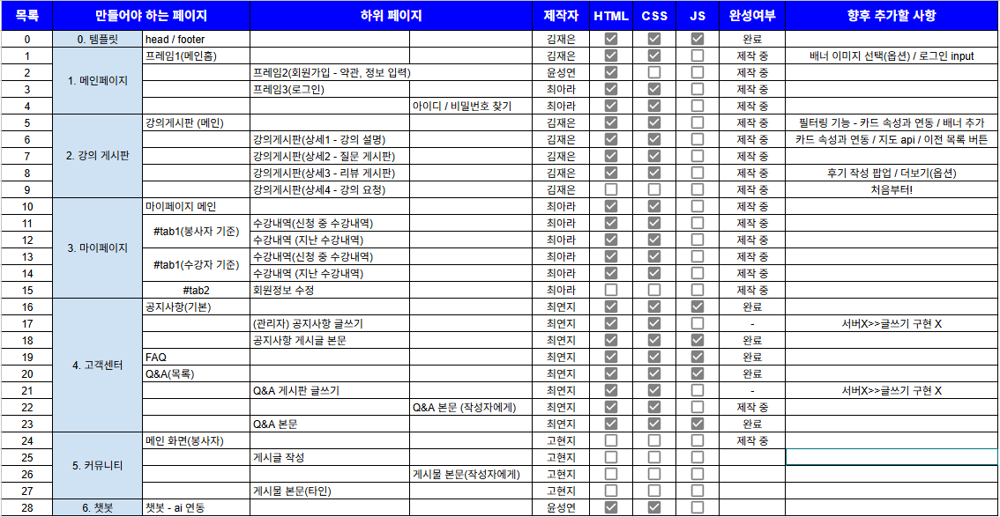 목록 만들어야 하는 페이지 하위 페이지 제작자 HTML CSS JS 완성여부 향후 추가할 사항
0 0. 템플릿 head / footer 김재은 완료
1 1. 메인페이지 프레임1(메인홈) 김재은 제작 중 배너 이미지 선택(옵션) / 로그인 input
2 프레임2(회원가입 - 약관, 정보 입력) 윤성연 제작 중
3 프레임3(로그인) 최아라 제작 중
4 아이디 / 비밀번호 찾기 최아라 제작 중
5 2. 강의 게시판 강의게시판 (메인) 김재은 제작 중 필터링 기능 - 카드 속성과 연동 / 배너 추가
6 강의게시판(상세1 - 강의 설명) 김재은 제작 중 카드 속성과 연동 / 지도 api / 이전 목록 버튼
7 강의게시판(상세2 - 질문 게시판) 김재은 제작 중
8 강의게시판(상세3 - 리뷰 게시판) 김재은 제작 중 후기 작성 팝업 / 더보기(옵션)
9 강의게시판(상세4 - 강의 요청) 김재은 제작 중 처음부터!
10 3. 마이페이지 마이페이지 메인 최아라 제작 중
11 #tab1(봉사자 기준) 수강내역(신청 중 수강내역) 최아라 제작 중
12 수강내역 (지난 수강내역) 최아라 제작 중
13 #tab1(수강자 기준) 수강내역(신청 중 수강내역) 최아라 제작 중
14 수강내역 (지난 수강내역) 최아라 제작 중
15 #tab2 회원정보 수정 최아라 제작 중
16 4. 고객센터 공지사항(기본) 최연지 완료
17 (관리자) 공지사항 글쓰기 최연지 - 서버X>>글쓰기 구현 X
18 공지사항 게시글 본문 최연지 완료
19 FAQ 최연지 완료
20 Q&A(목록) 최연지 완료
21 Q&A 게시판 글쓰기 최연지 - 서버X>>글쓰기 구현 X
22 Q&A 본문 (작성자에게) 최연지 제작 중
23 Q&A 본문 최연지 완료
24 5. 커뮤니티 메인 화면(봉사자) 고현지 제작 중
25 게시글 작성 고현지
26 게시물 본문(작성자에게) 고현지
27 게시물 본문(타인) 고현지
28 6. 챗봇 챗봇 - ai 연동 윤성연 제작 중